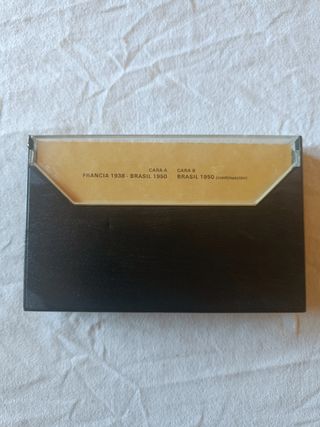 CARA A CARA B
FRANCIA 1938 - BRASIL 1950 BRASIL 1950 (continuación)